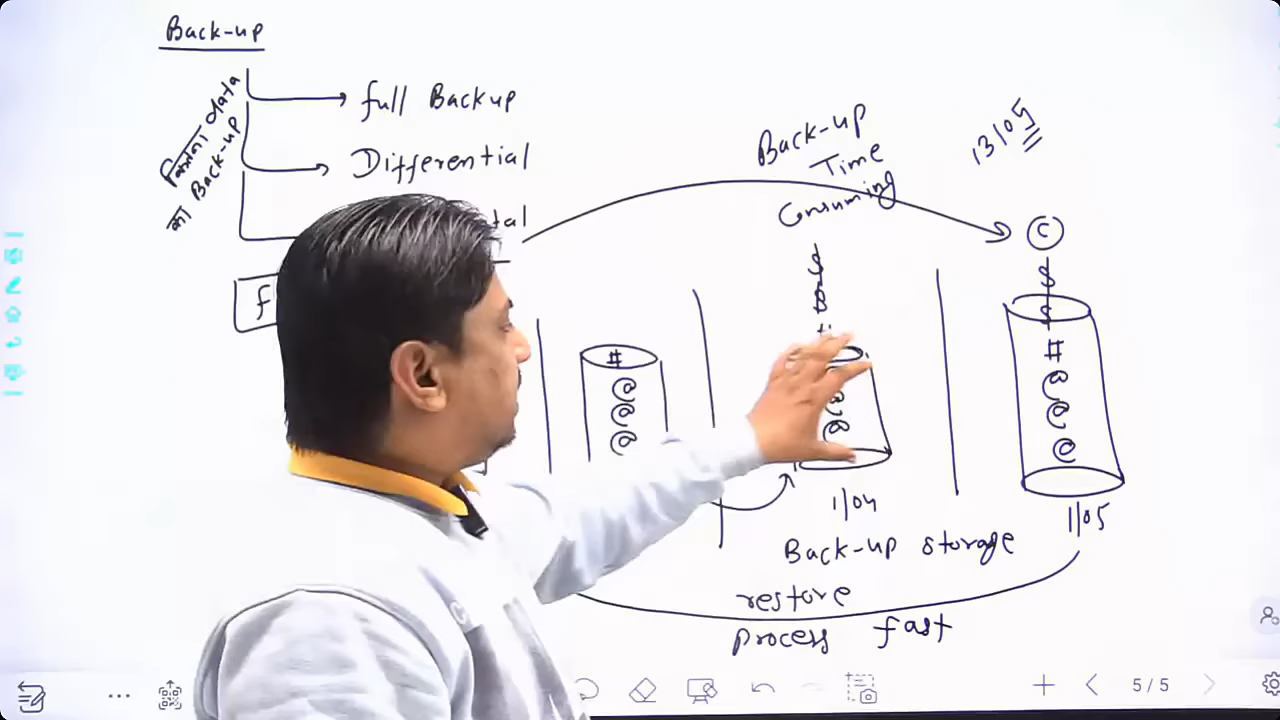 Back-up
full Backup
Differential
tal
कितना data
का Back-up
f
Back-up
Time
Consuming
13/05
C
$
$
$
B
#
@
@
@
@
@
$
#
@
@
@
1/04
1/05
Back-up storage
restore
process fast
5/5